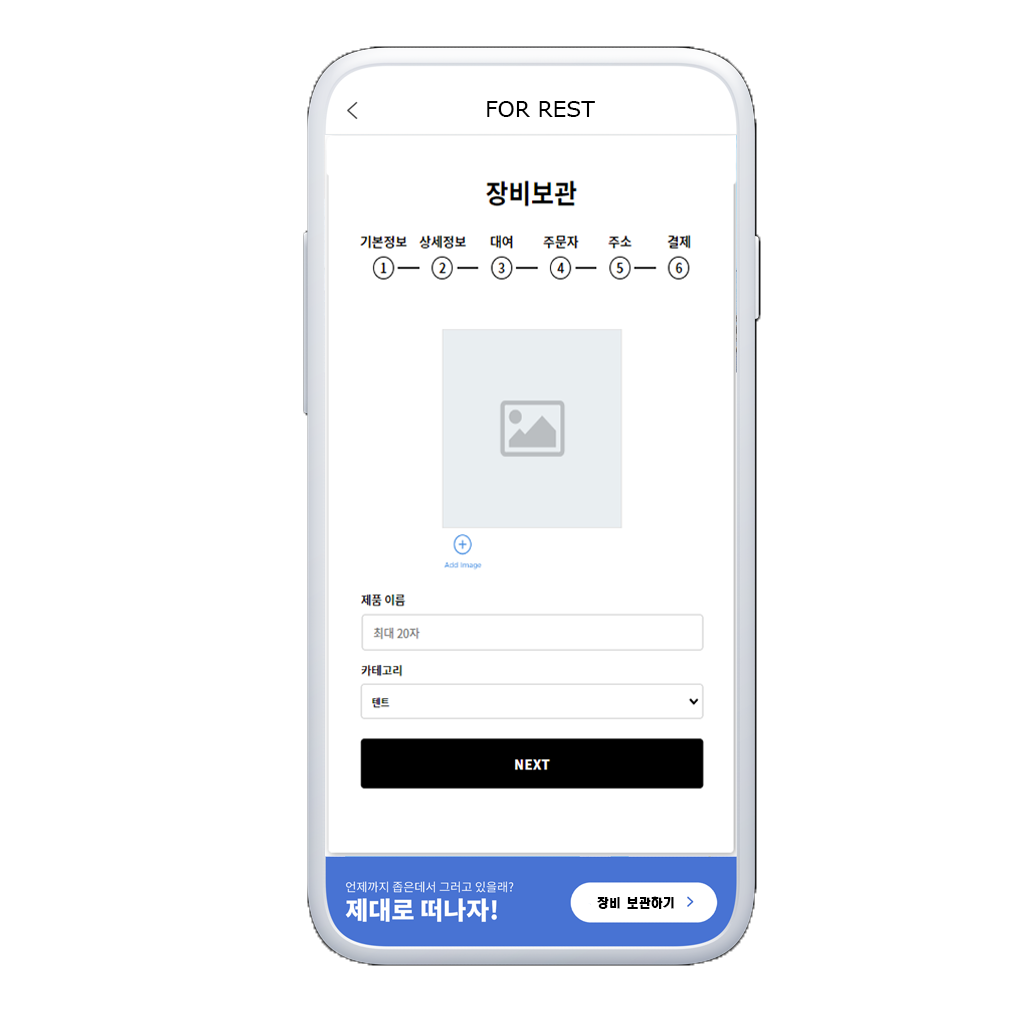 FOR REST
장비보관
기본정보 상세정보 대여 주문자 주소 결제
1 2 3 4 5 6
Add Image
제품 이름
최대 20자
카테고리
텐트
NEXT
언제까지 좁은데서 그러고 있을래?
제대로 떠나자!
장비 보관하기